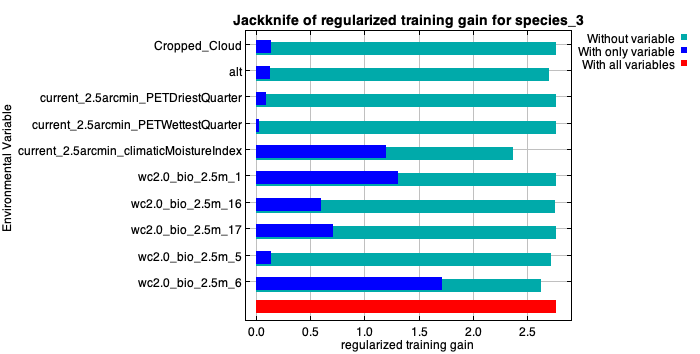 Jackknife of regularized training gain for species_3
Without variable
With only variable
With all variables
Environmental Variable
Cropped_Cloud
alt
current_2.5arcmin_PETDriestQuarter
current_2.5arcmin_PETWettestQuarter
current_2.5arcmin_climaticMoistureIndex
wc2.0_bio_2.5m_1
wc2.0_bio_2.5m_16
wc2.0_bio_2.5m_17
wc2.0_bio_2.5m_5
wc2.0_bio_2.5m_6
0.0 0.5 1.0 1.5 2.0 2.5
regularized training gain